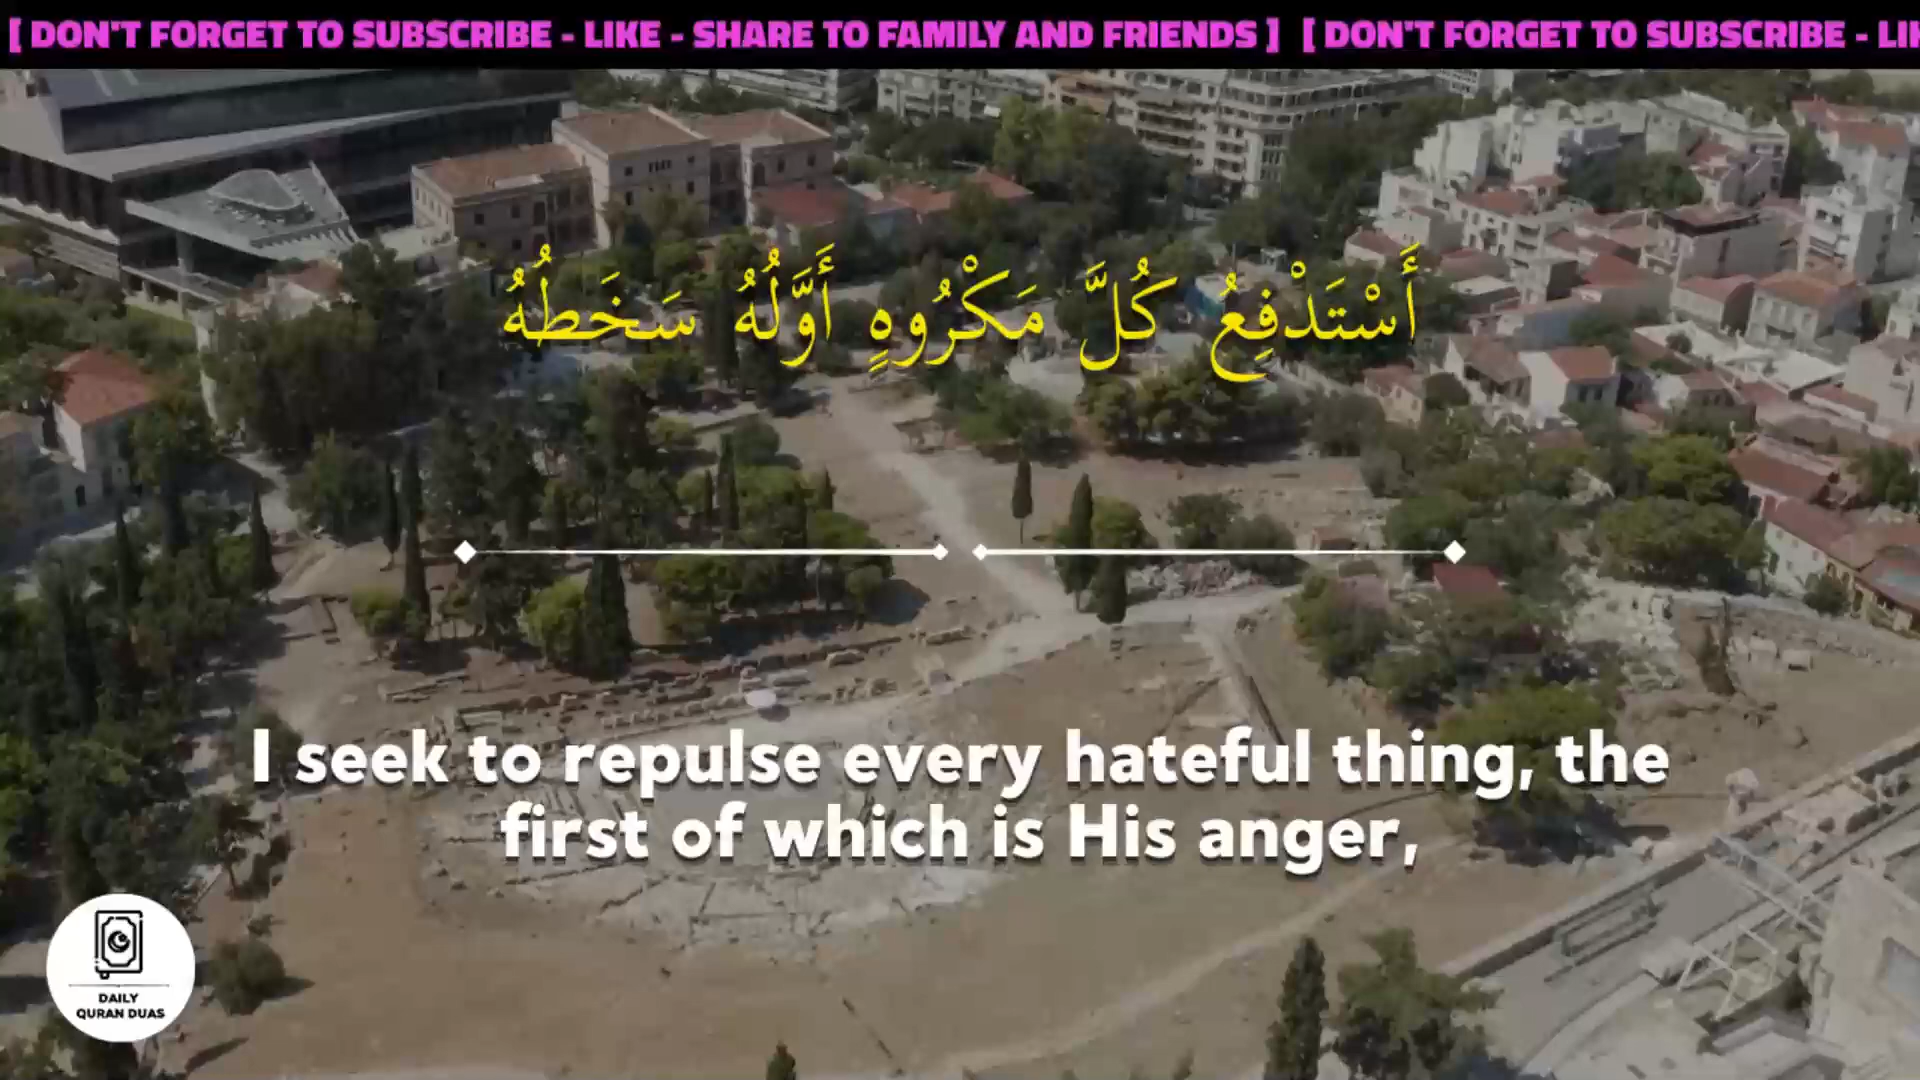 [ DON'T FORGET TO SUBSCRIBE - LIKE - SHARE TO FAMILY AND FRIENDS ] [ DON'T FORGET TO SUBSCRIBE - LIK
أَسْتَدْفِعُ كُلَّ مَكْرُوهٍ أَوَّلُهُ سَخَطُهُ
I seek to repulse every hateful thing, the
first of which is His anger,
DAILY
QURAN DUAS